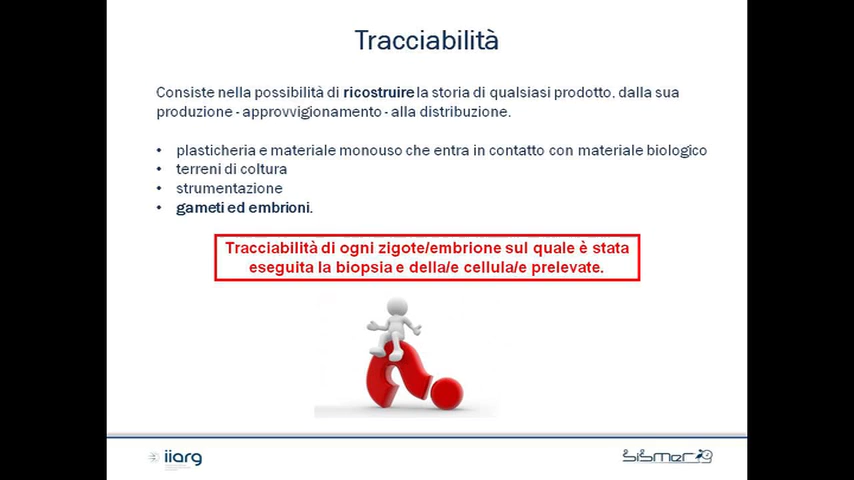 Tracciabilità
Consiste nella possibilità di ricostruire la storia di qualsiasi prodotto, dalla sua
produzione - approvvigionamento - alla distribuzione.
• plasticheria e materiale monouso che entra in contatto con materiale biologico
• terreni di coltura
• strumentazione
• gameti ed embrioni.
Tracciabilità di ogni zigote/embrione sul quale è stata
eseguita la biopsia e della/e cellula/e prelevate.
iiarg
sismer